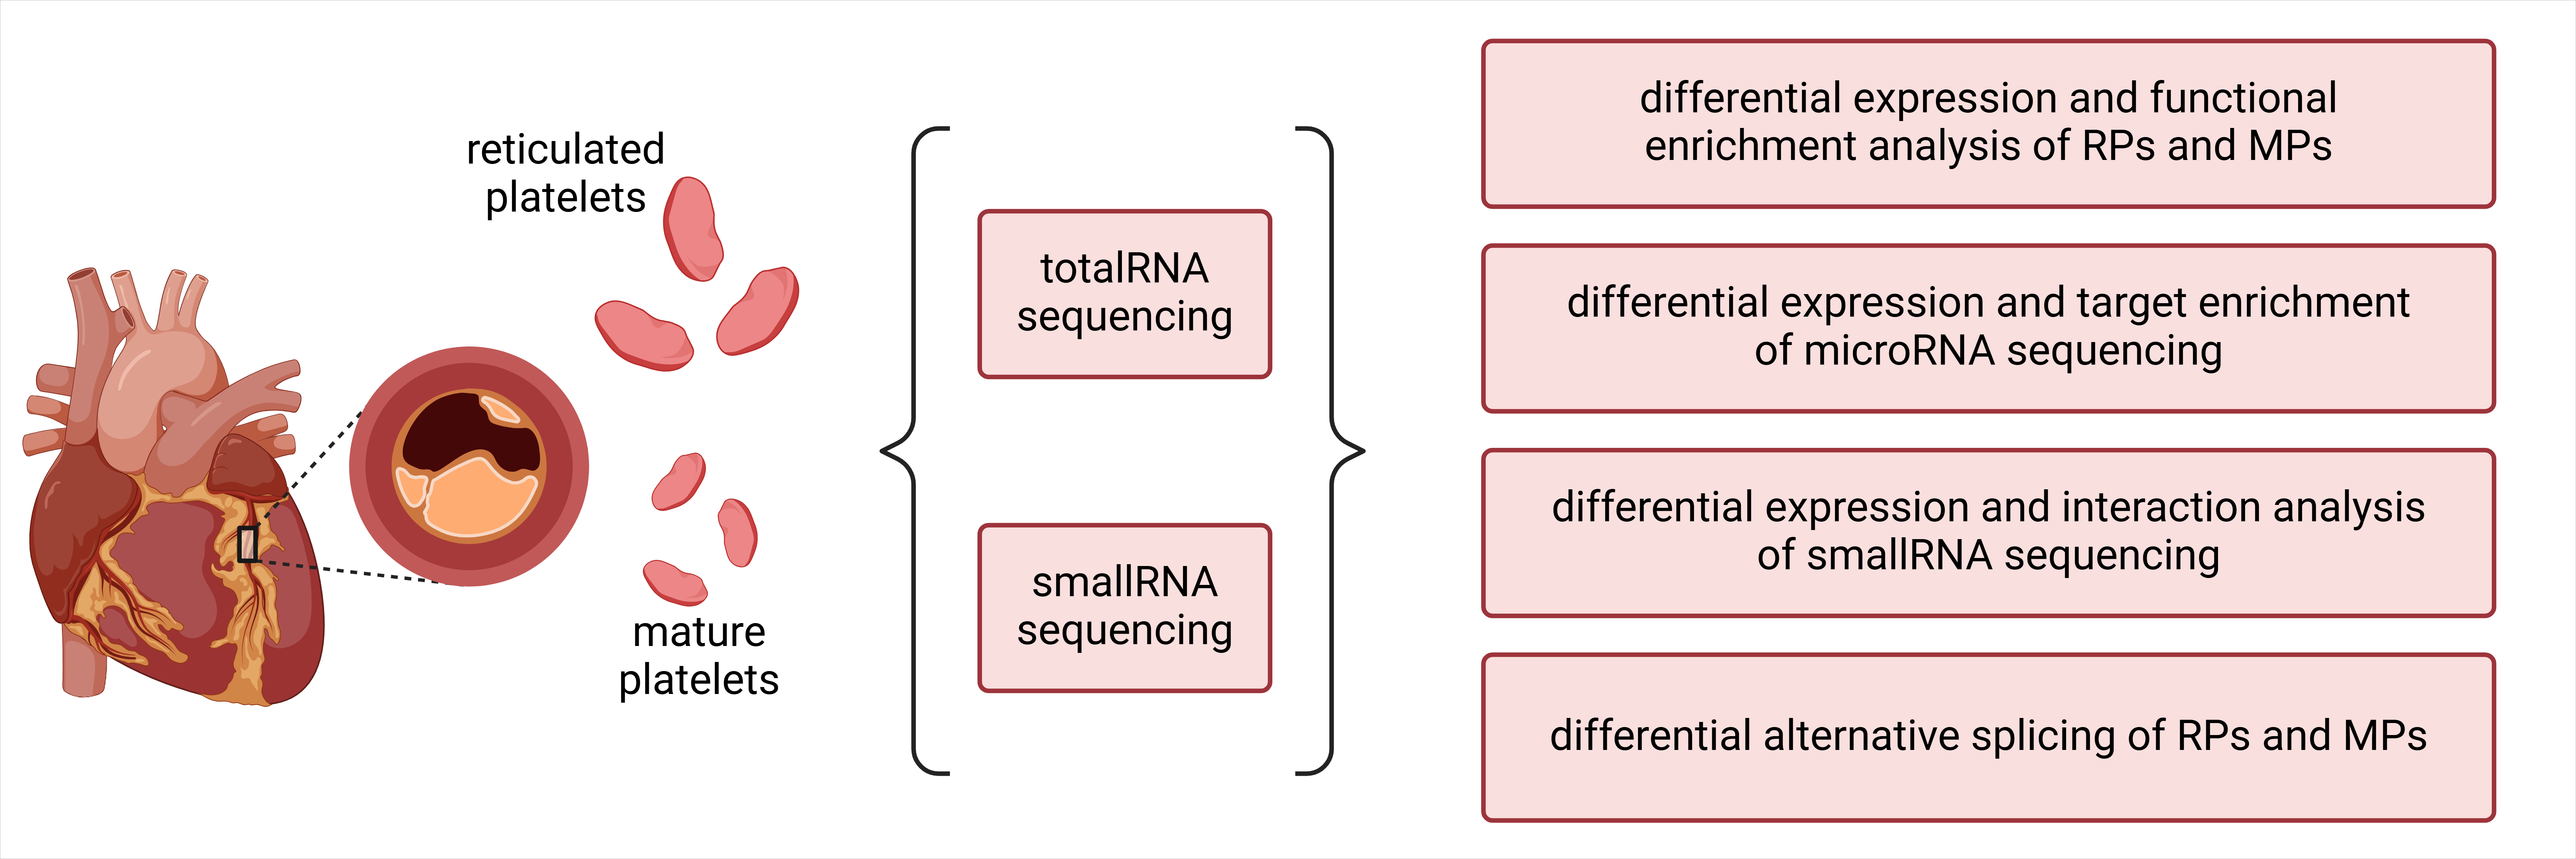 reticulated
platelets
mature
platelets
totalRNA
sequencing
smallRNA
sequencing
differential expression and functional
enrichment analysis of RPs and MPs
differential expression and target enrichment
of microRNA sequencing
differential expression and interaction analysis
of smallRNA sequencing
differential alternative splicing of RPs and MPs